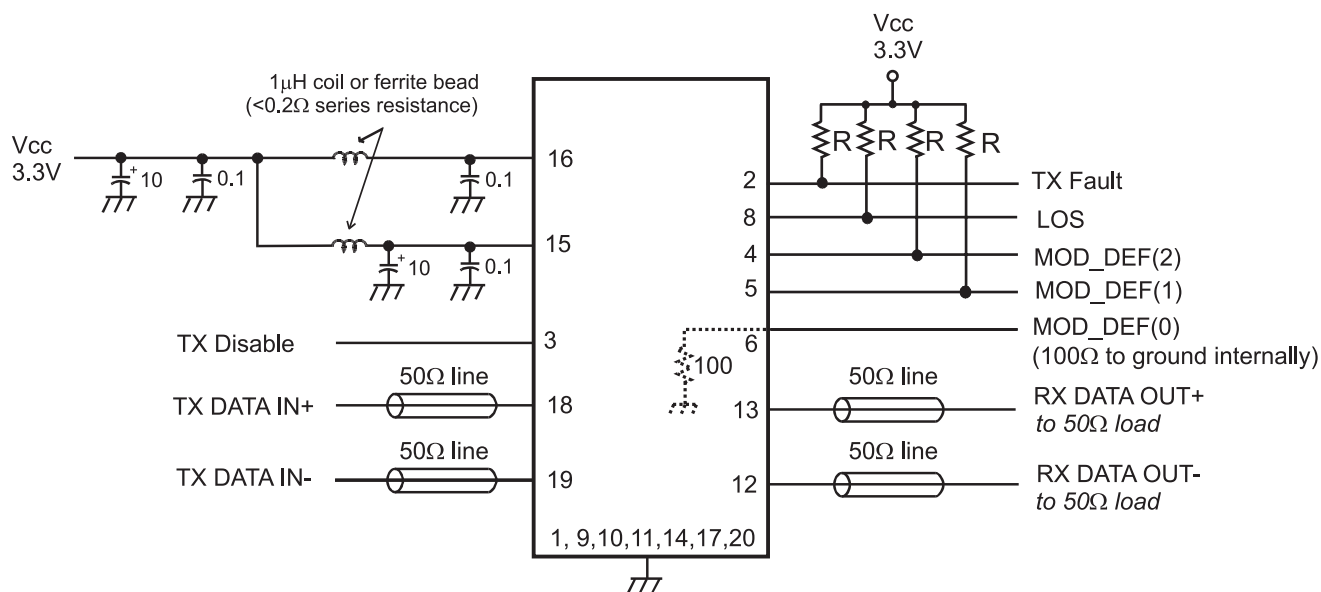 1μH coil or ferrite bead
(<0.2Ω series resistance)
Vcc
3.3V
+10
0.1
0.1
16
+10
0.1
15
TX Disable
3
50Ω line
TX DATA IN+
18
50Ω line
TX DATA IN-
19
1, 9,10,11,14,17,20
Vcc
3.3V
R
R
R
R
2
TX Fault
8
LOS
4
MOD_DEF(2)
5
MOD_DEF(1)
6
MOD_DEF(0)
(100Ω to ground internally)
100
50Ω line
13
RX DATA OUT+
to 50Ω load
50Ω line
12
RX DATA OUT-
to 50Ω load